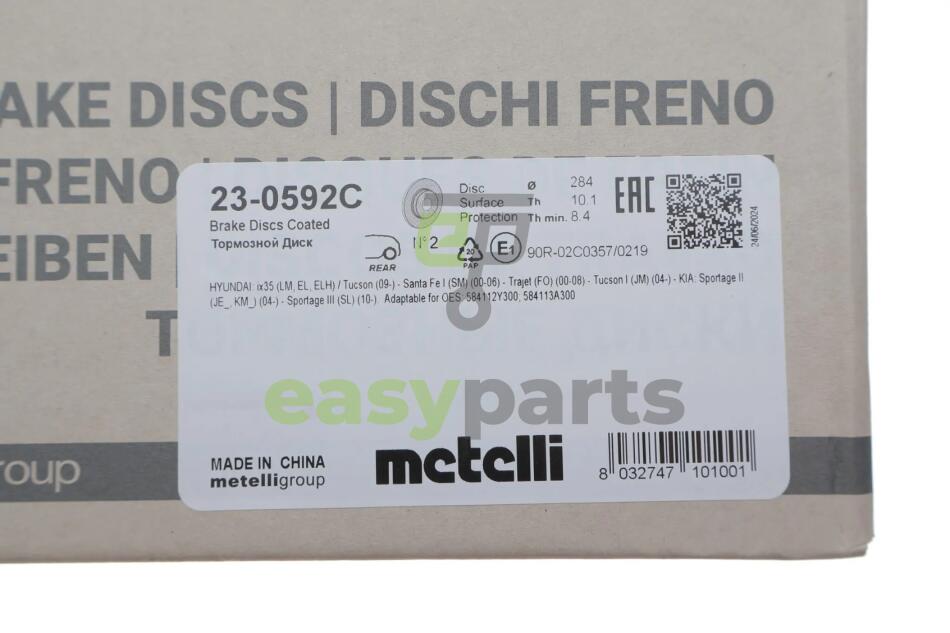 AKE DISCS | DISCHI FRENO
FRENO
EIBEN
23-0592C
Brake Discs Coated
Тормозной Диск
Disc
Surface
Protection
Ø 284
Th 10.1
Th min. 8.4
EAC
24/06/2024
REAR
N°2
20
PAP
E1
90R-02C0357/0219
HYUNDAI: ix35 (LM, EL, ELH) / Tucson (09-) - Santa Fe I (SM) (00-06) - Trajet (FO) (00-08) - Tucson I (JM) (04-) - KIA: Sportage II
(JE_, KM_) (04-) - Sportage III (SL) (10-). Adaptable for OES: 584112Y300; 584113A300
easyparts
MADE IN CHINA
metelligroup
metelli
8 032747 101001
roup